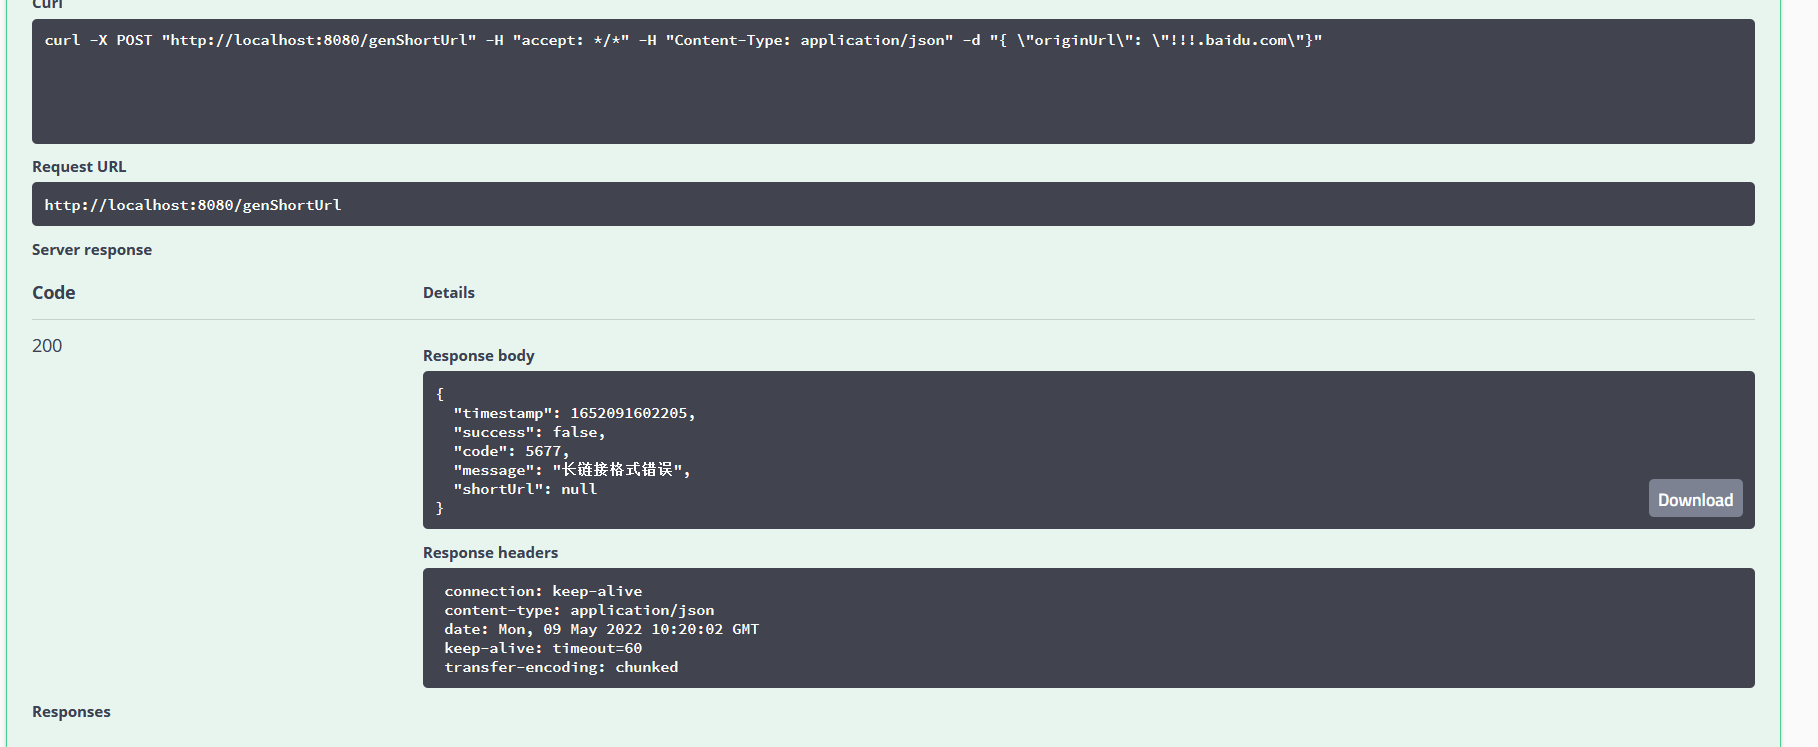 Curl
curl -X POST "http://localhost:8080/genShortUrl" -H "accept: */*" -H "Content-Type: application/json" -d "{ \"originUrl\": \"!!!.baidu.com\"}"
Request URL
http://localhost:8080/genShortUrl
Server response
Code Details
200
Response body
{
"timestamp": 1652091602205,
"success": false,
"code": 5677,
"message": "长链接格式错误",
"shortUrl": null
}
Download
Response headers
connection: keep-alive
content-type: application/json
date: Mon, 09 May 2022 10:20:02 GMT
keep-alive: timeout=60
transfer-encoding: chunked
Responses